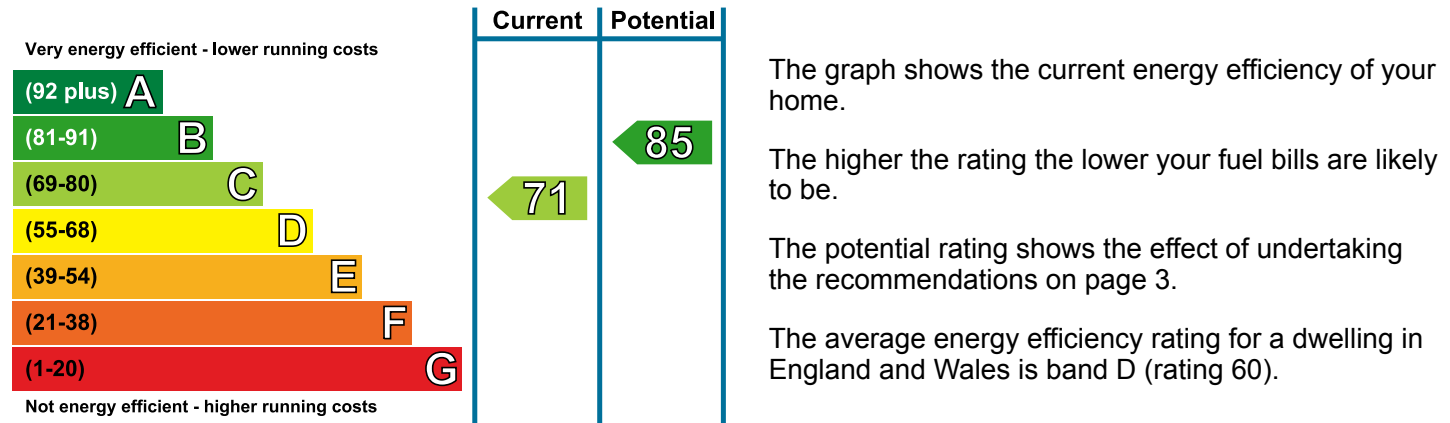 Current Potential
Very energy efficient - lower running costs
(92 plus) A
(81-91) B
85
(69-80) C
71
(55-68) D
(39-54) E
(21-38) F
(1-20) G
Not energy efficient - higher running costs
The graph shows the current energy efficiency of your
home.
The higher the rating the lower your fuel bills are likely
to be.
The potential rating shows the effect of undertaking
the recommendations on page 3.
The average energy efficiency rating for a dwelling in
England and Wales is band D (rating 60).